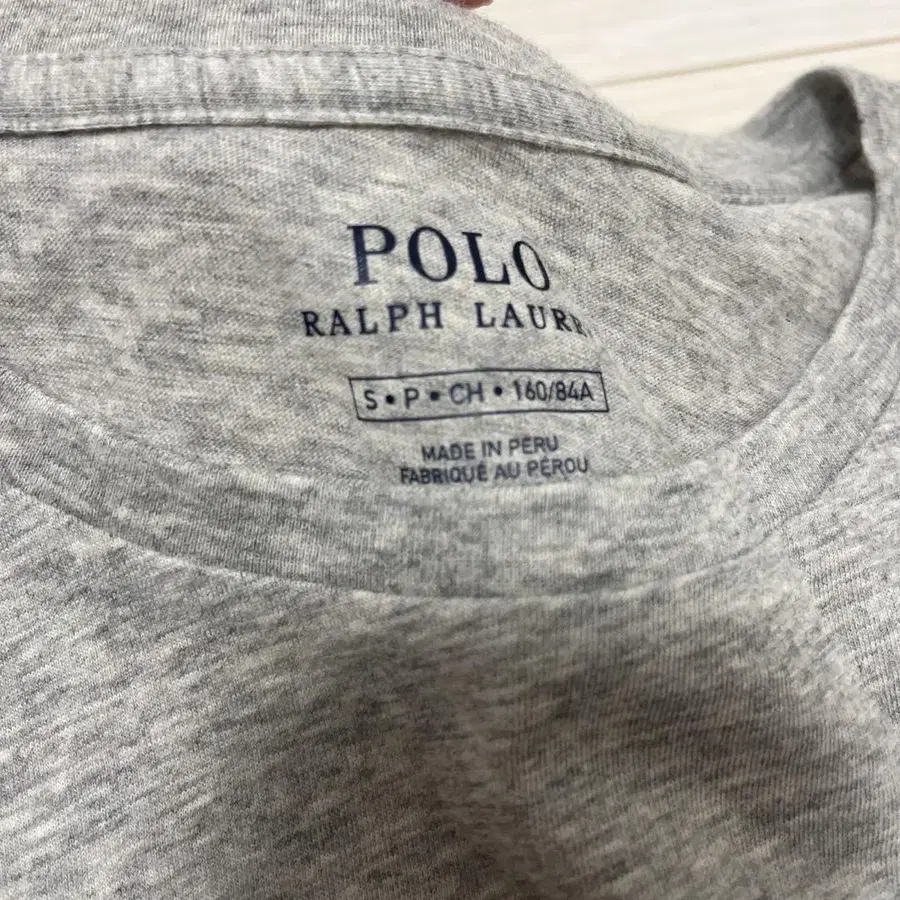 POLO
RALPH LAURE
S • P • CH • 160/84A
MADE IN PERU
FABRIQUÉ AU PÉROU